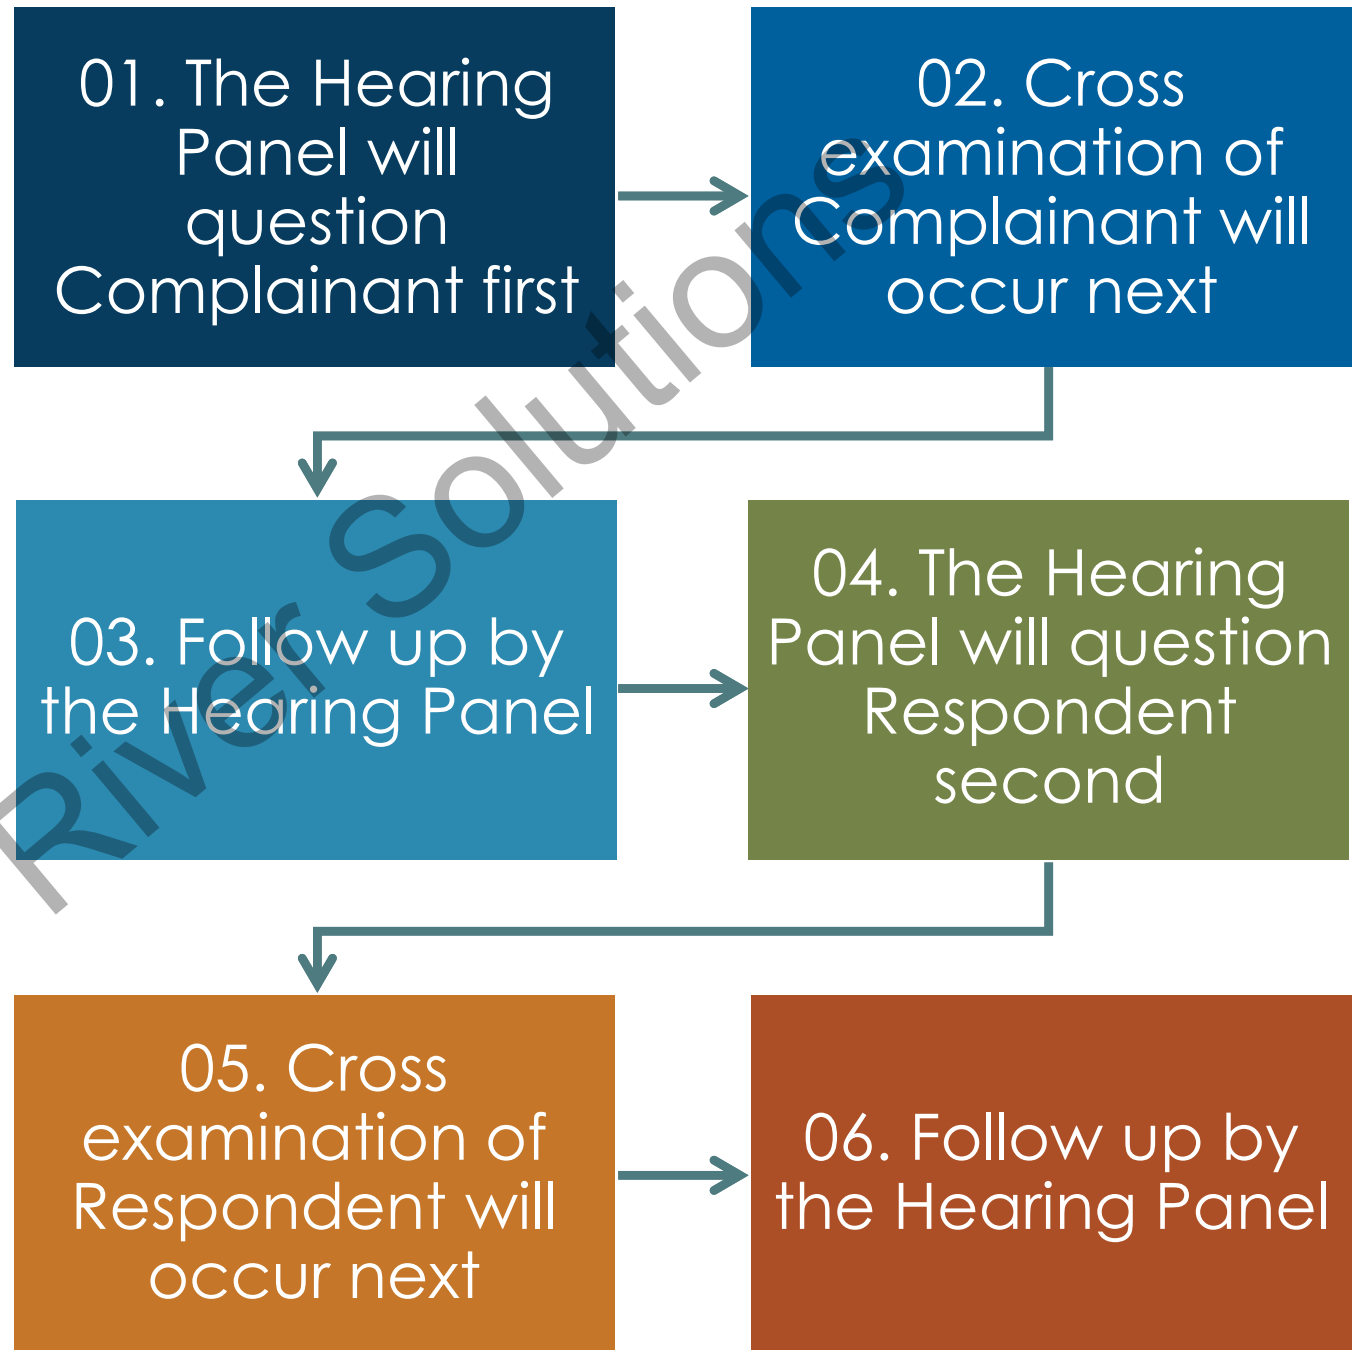 01. The Hearing
Panel will
question
Complainant first
02. Cross
examination of
Complainant will
occur next
03. Follow up by
the Hearing Panel
04. The Hearing
Panel will question
Respondent
second
05. Cross
examination of
Respondent will
occur next
06. Follow up by
the Hearing Panel
River Solutions